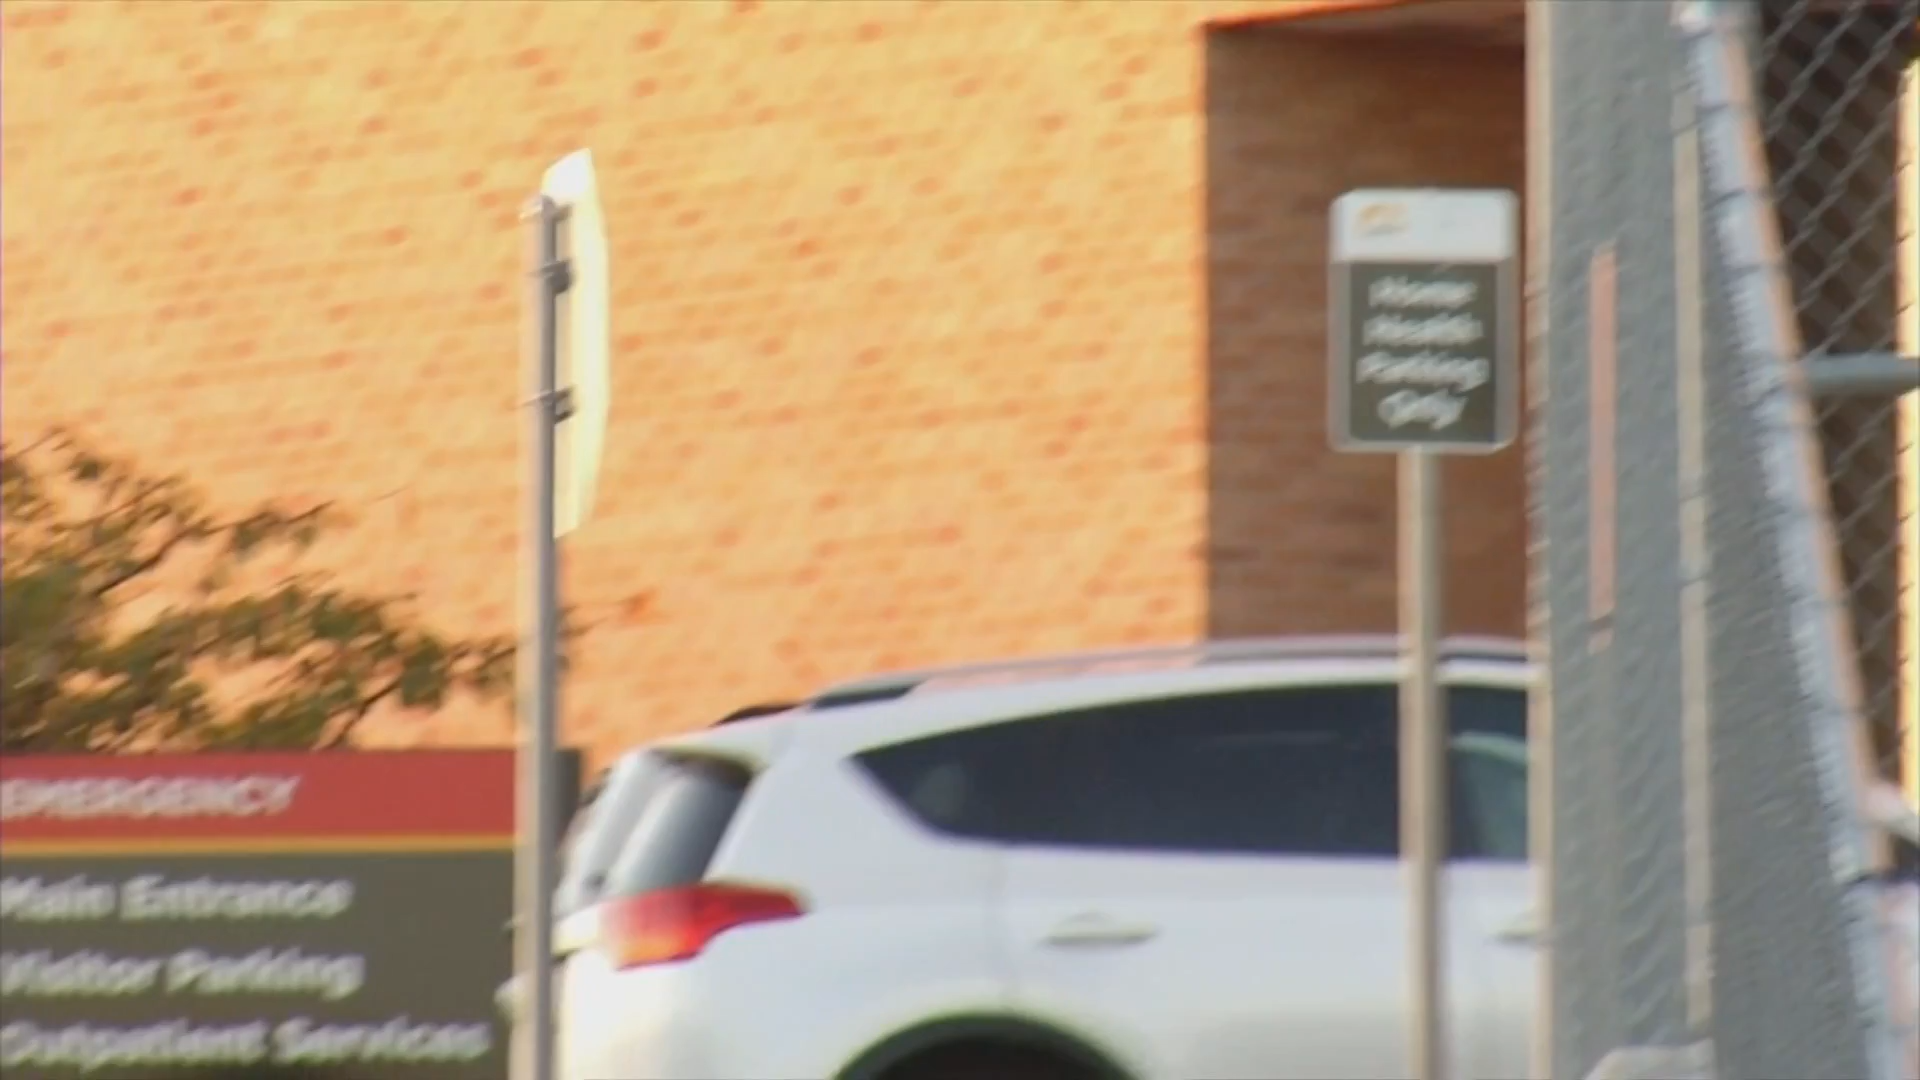 EMERGENCY
Main Entrance
Visitor Parking
Outpatient Services
Home
Health
Parking
Only